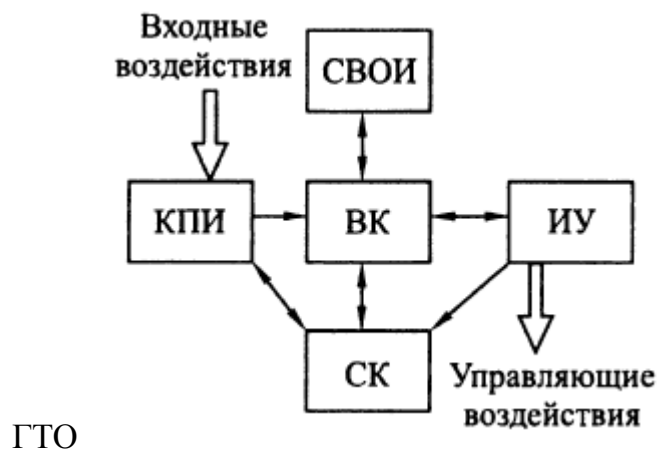 Входные
воздействия
СВОИ
КПИ
ВК
ИУ
СК
Управляющие
воздействия
ГТО